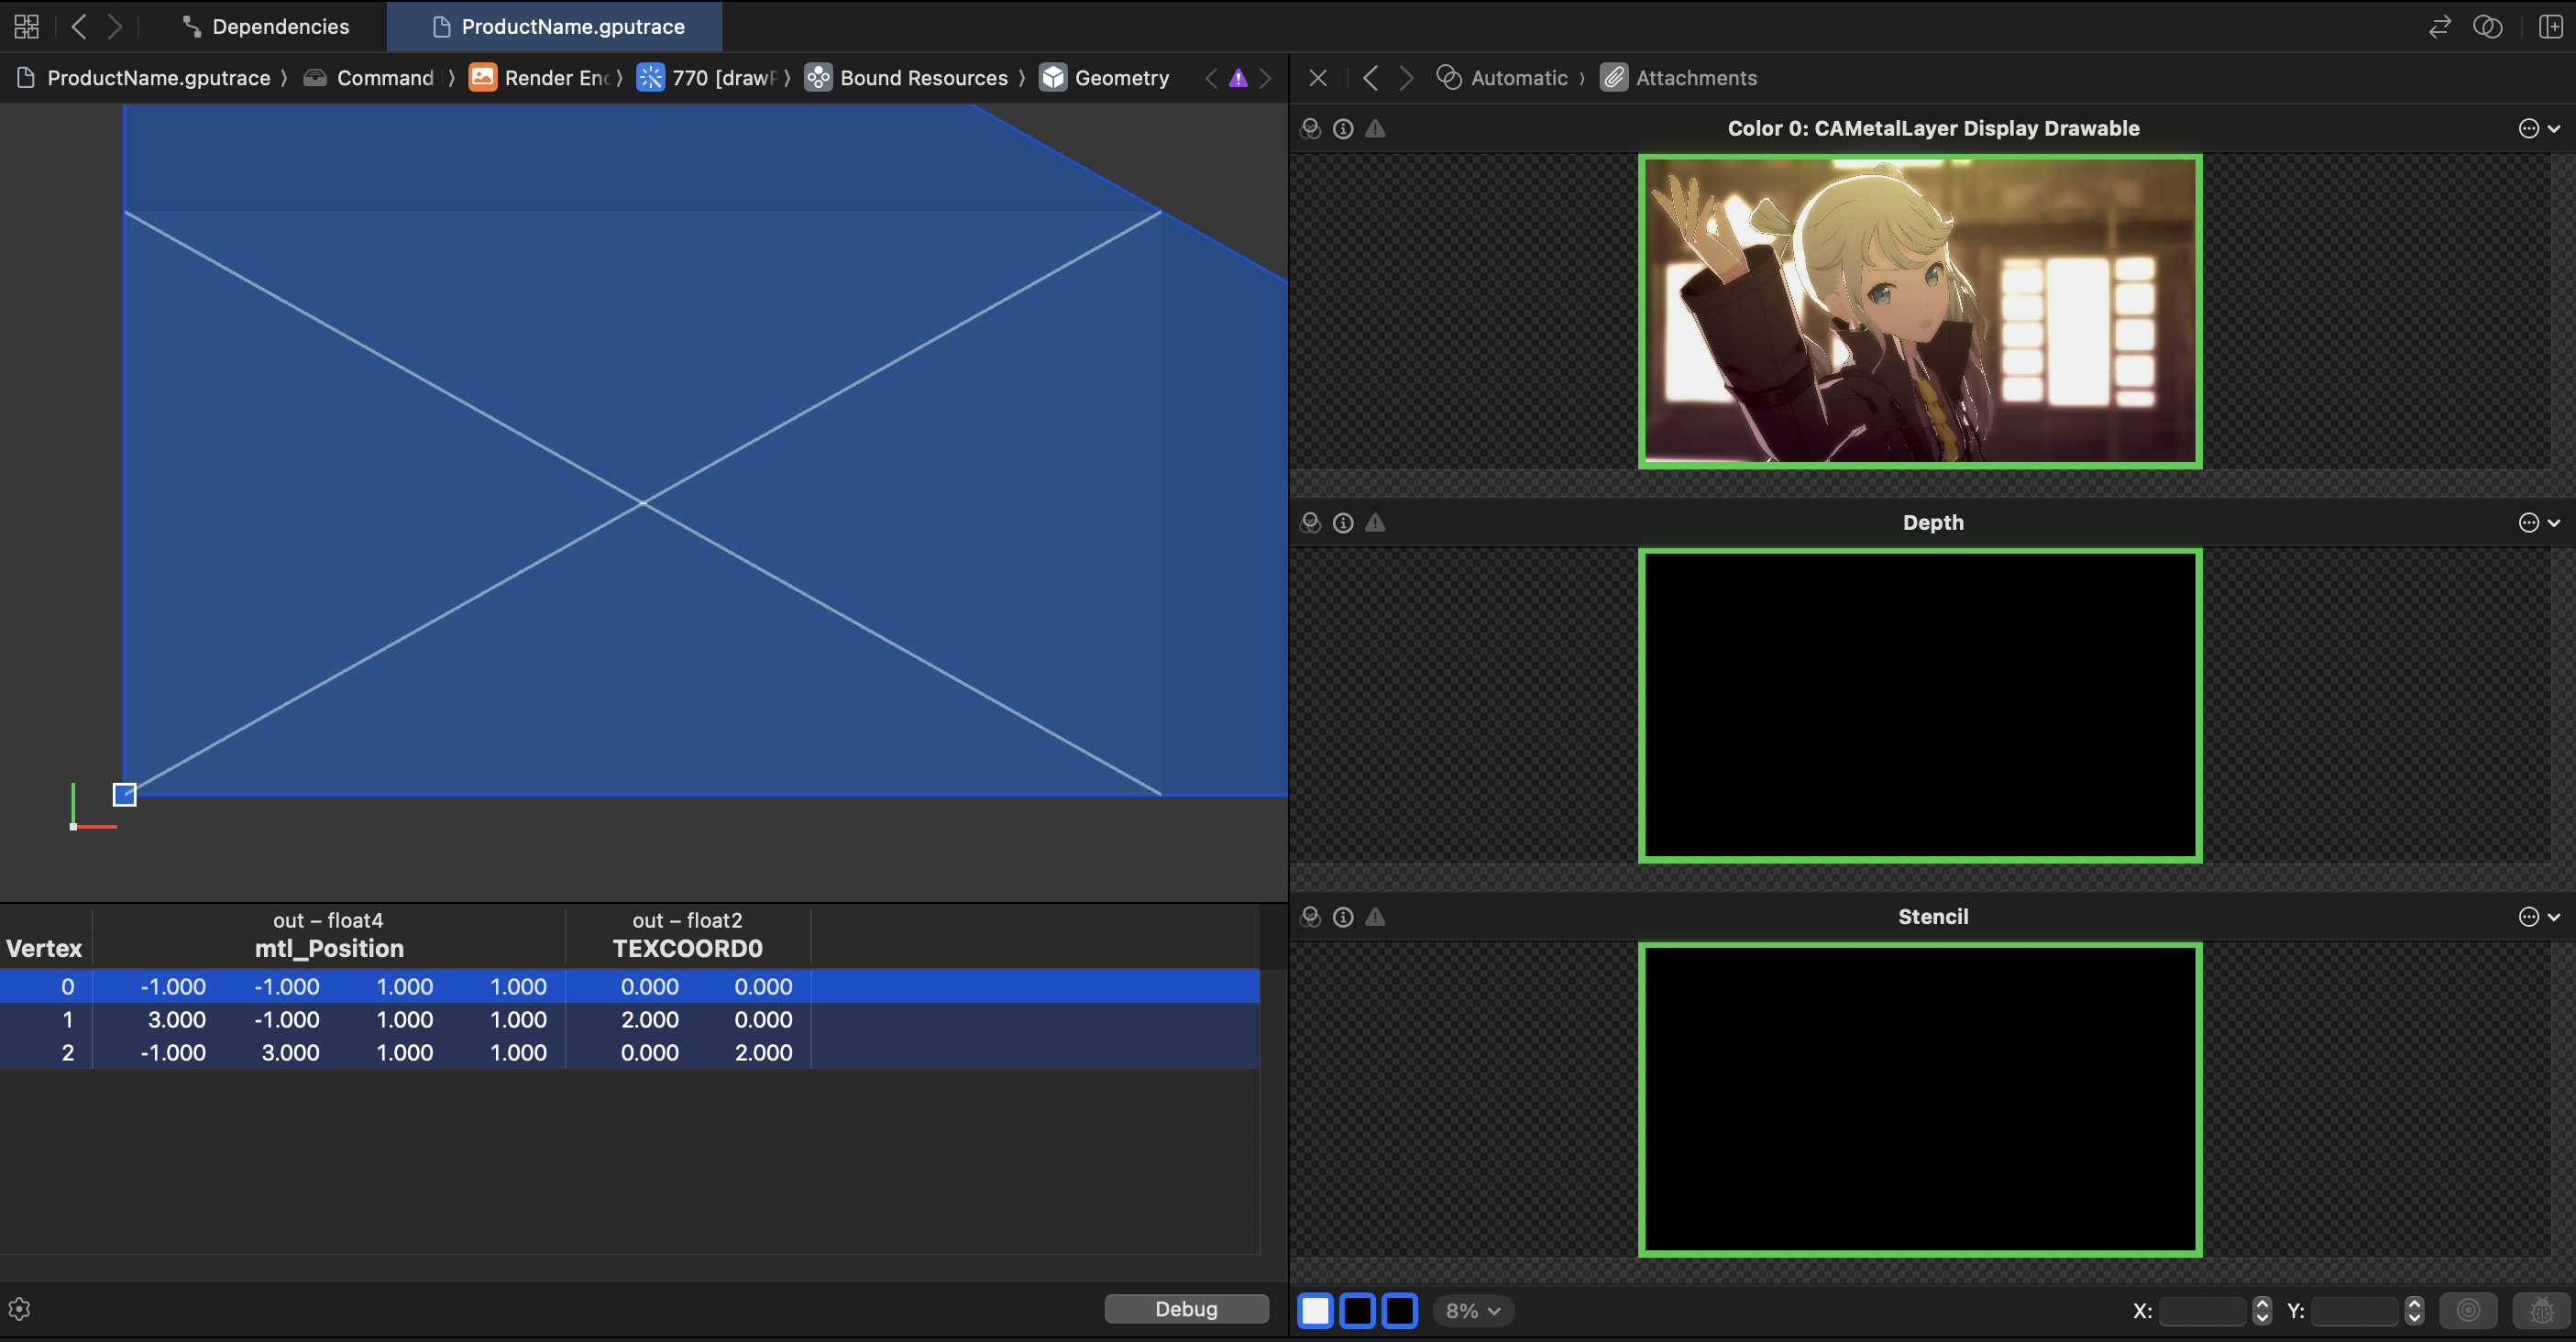 Dependencies
ProductName.gputrace
ProductName.gputrace
Command
Render Enc
770 [drawP
Bound Resources
Geometry
Automatic
Attachments
Color 0: CAMetalLayer Display Drawable
Depth
Stencil
out – float4
out – float2
Vertex
mtl_Position
TEXCOORD0
0 -1.000 -1.000 1.000 1.000 0.000 0.000
1 3.000 -1.000 1.000 1.000 2.000 0.000
2 -1.000 3.000 1.000 1.000 0.000 2.000
Debug
8%
X:
Y: